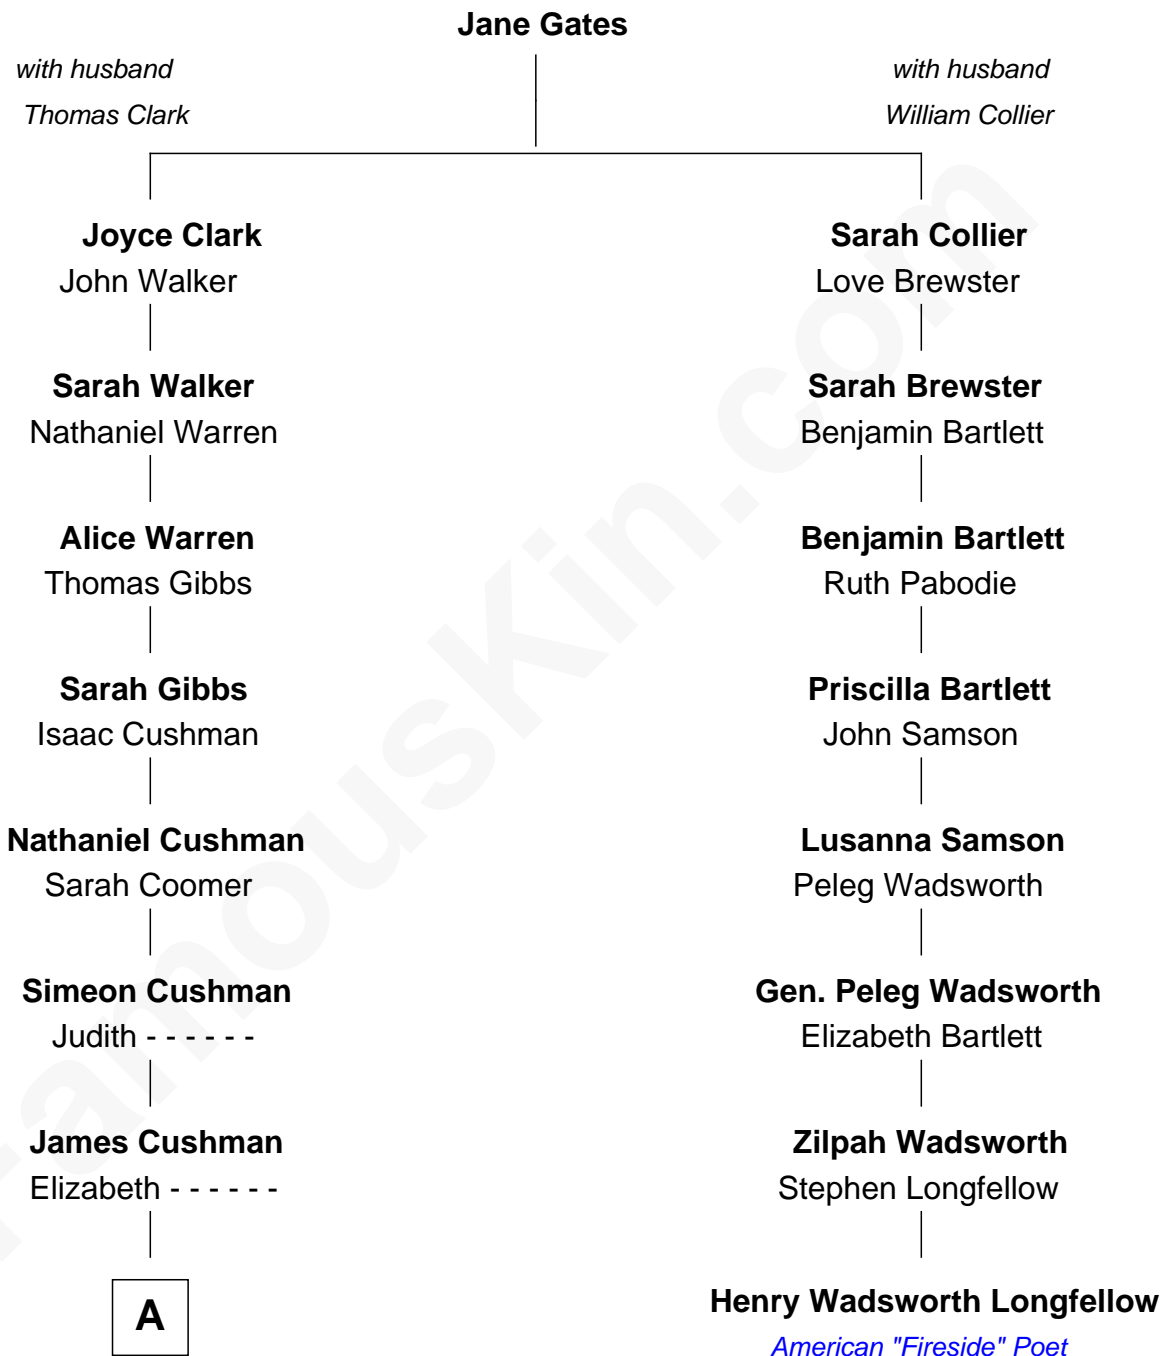 Jane Gates
with husband
Thomas Clark
with husband
William Collier
Joyce Clark
John Walker
Sarah Collier
Love Brewster
Sarah Walker
Nathaniel Warren
Sarah Brewster
Benjamin Bartlett
Alice Warren
Thomas Gibbs
Benjamin Bartlett
Ruth Pabodie
Sarah Gibbs
Isaac Cushman
Priscilla Bartlett
John Samson
Nathaniel Cushman
Sarah Coomer
Lusanna Samson
Peleg Wadsworth
Simeon Cushman
Judith - - - - - -
Gen. Peleg Wadsworth
Elizabeth Bartlett
James Cushman
Elizabeth - - - - - -
Zilpah Wadsworth
Stephen Longfellow
A
Henry Wadsworth Longfellow
American "Fireside" Poet
FamousKin.com